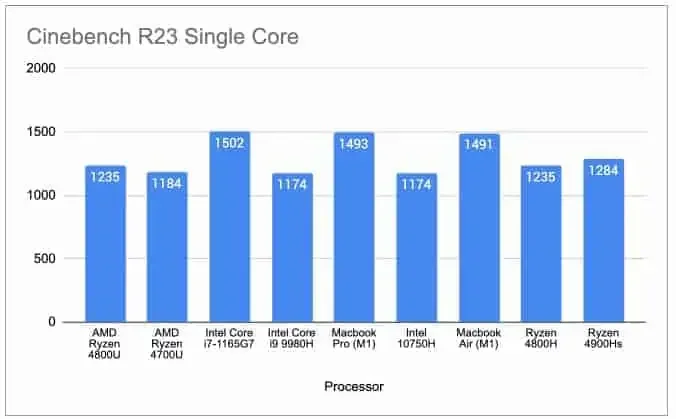 Cinebench R23 Single Core
2000
1500
1000
500
0
1235
1184
1502
1174
1493
1174
1491
1235
1284
AMD
Ryzen
4800U
AMD
Ryzen
4700U
Intel Core
i7-1165G7
Intel Core
i9 9980H
Macbook
Pro (M1)
Intel
10750H
Macbook
Air (M1)
Ryzen
4800H
Ryzen
4900Hs
Processor